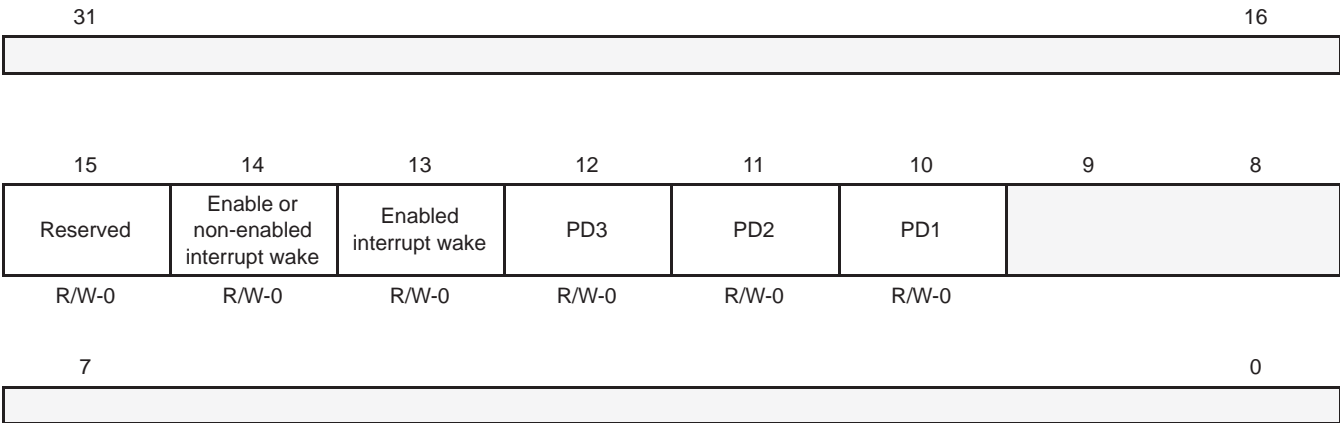 31 16
15 14 13 12 11 10 9 8
Reserved
Enable or
non-enabled
interrupt wake
Enabled
interrupt wake
PD3
PD2
PD1
R/W-0 R/W-0 R/W-0 R/W-0 R/W-0 R/W-0
7 0